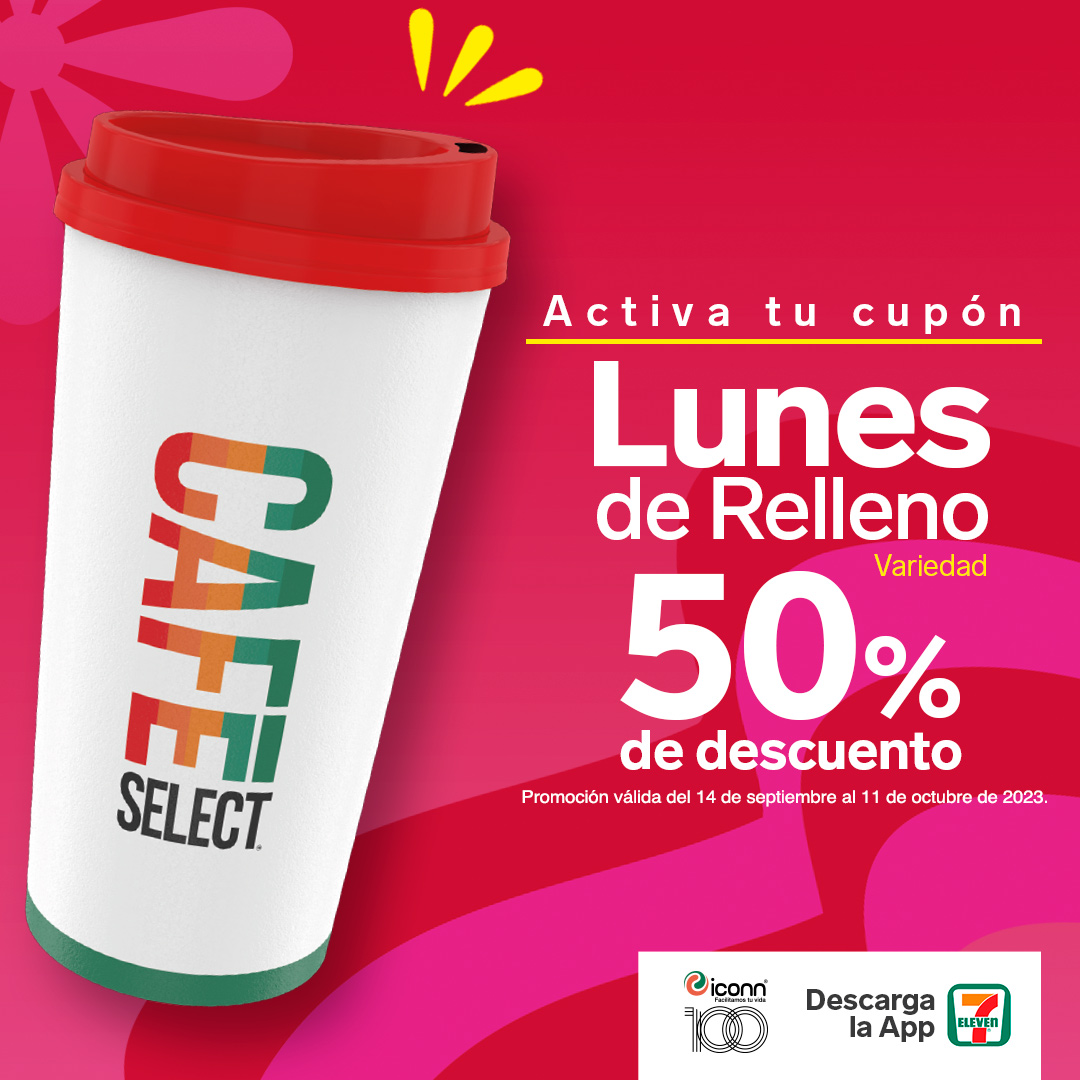 CAFE
SELECT
Activa tu cupón
Lunes
de Relleno
Variedad
50%
de descuento
Promoción válida del 14 de septiembre al 11 de octubre de 2023.
iconn
Facilitamos tu vida
100
Descarga
la App
7
ELEVEN